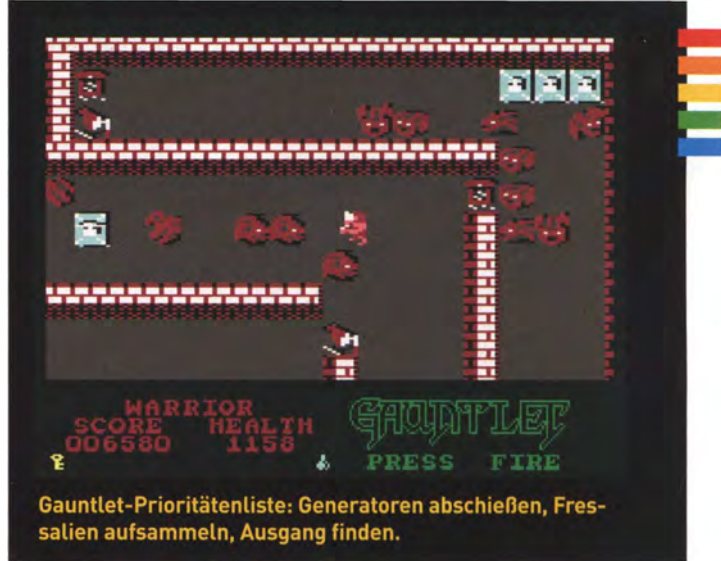 WARRIOR
SCORE HEALTH
006580 1158
GAUNTLET
PRESS FIRE
Gauntlet-Prioritätenliste: Generatoren abschießen, Fres-
salien aufsammeln, Ausgang finden.